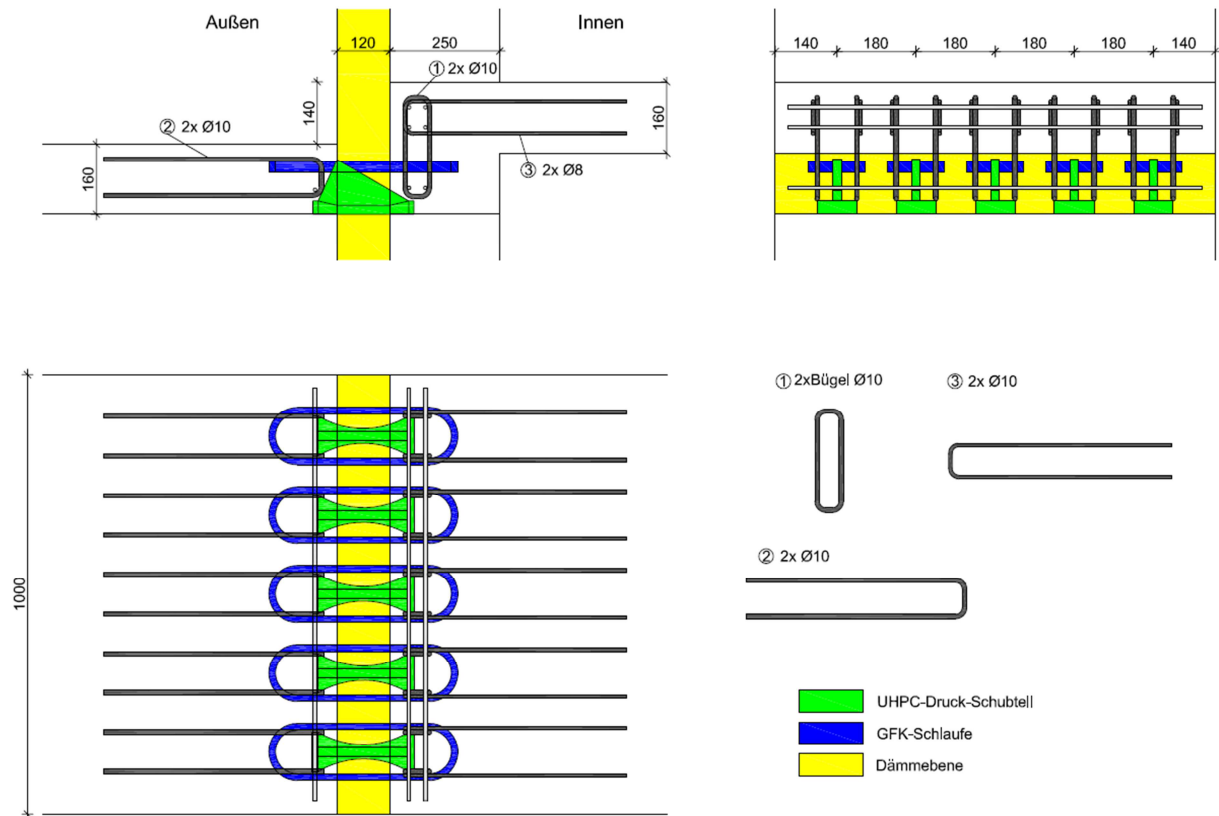 Außen
Innen
120
250
① 2x Ø10
140
160
② 2x Ø10
160
③ 2x Ø8
140
180
180
180
180
140
1000
① 2xBügel Ø10
③ 2x Ø10
② 2x Ø10
UHPC-Druck-Schubteil
GFK-Schlaufe
Dämmebene